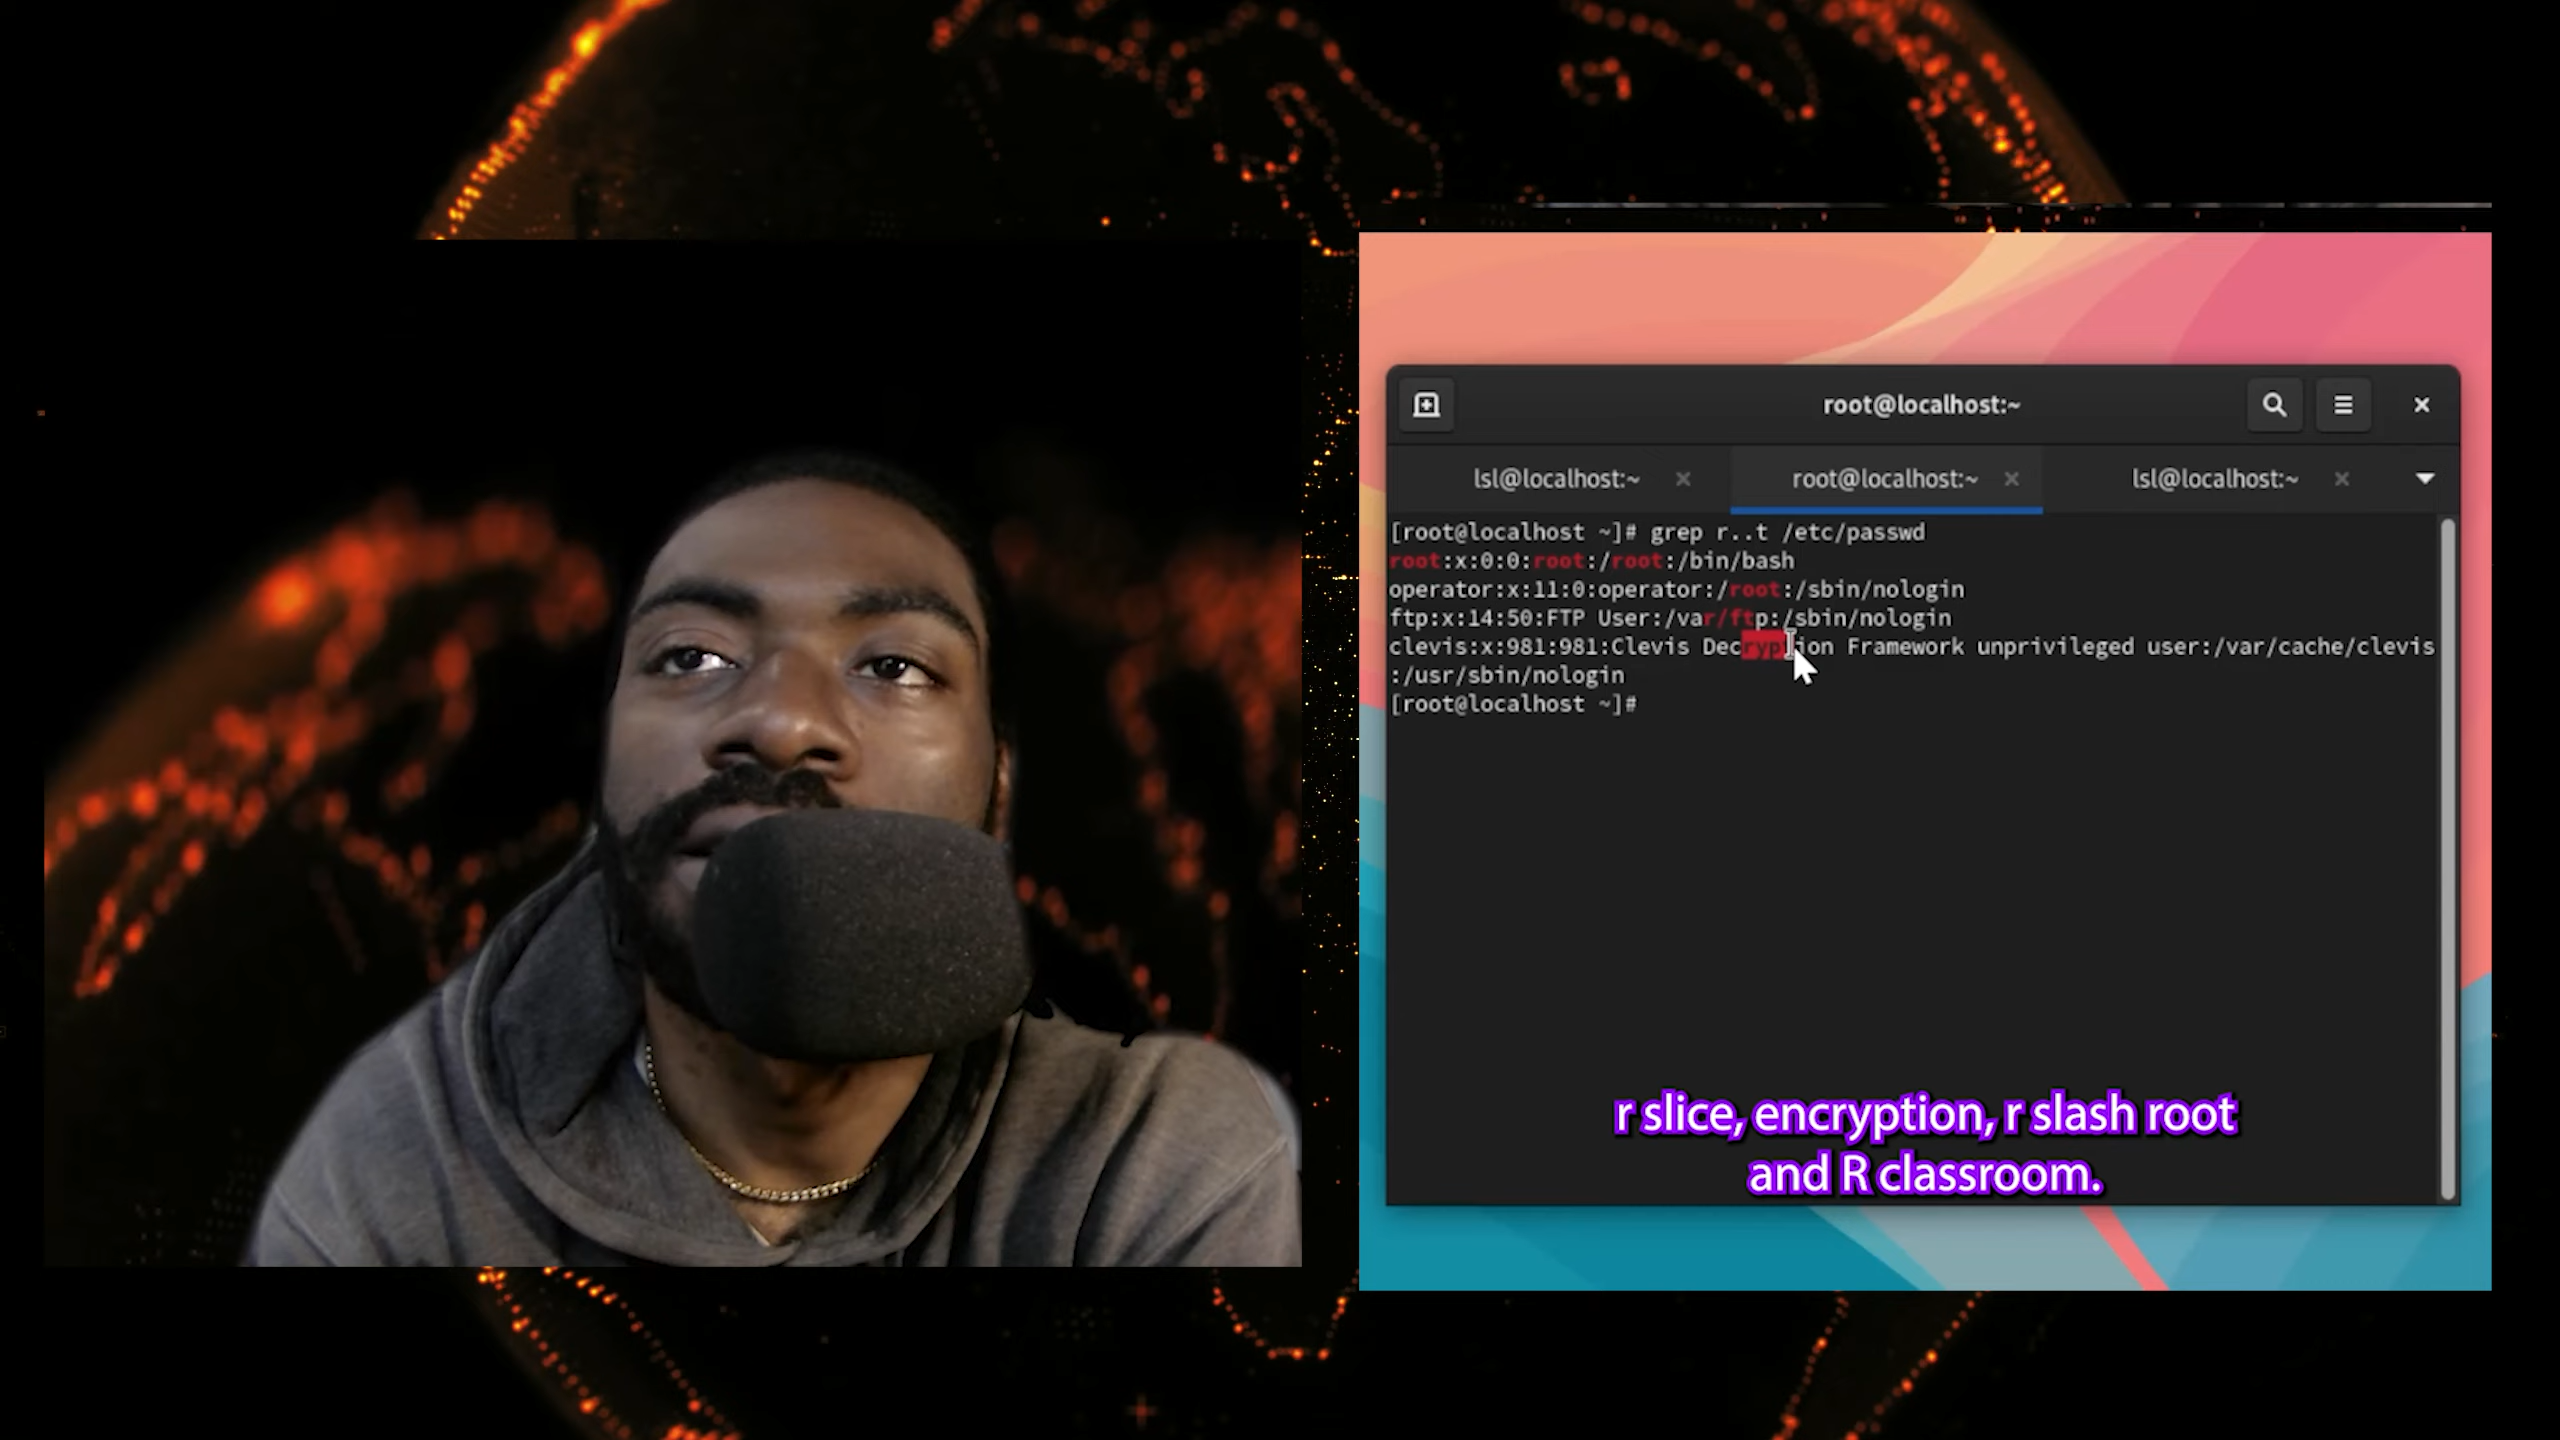 root@localhost:~
lsl@localhost:~
root@localhost:~
lsl@localhost:~
[root@localhost ~]# grep r..t /etc/passwd
root:x:0:0:root:/root:/bin/bash
operator:x:11:0:operator:/root:/sbin/nologin
ftp:x:14:50:FTP User:/var/ftp:/sbin/nologin
clevis:x:981:981:Clevis Decryption Framework unprivileged user:/var/cache/clevis
:/usr/sbin/nologin
[root@localhost ~]#
r slice, encryption, r slash root
and R classroom.